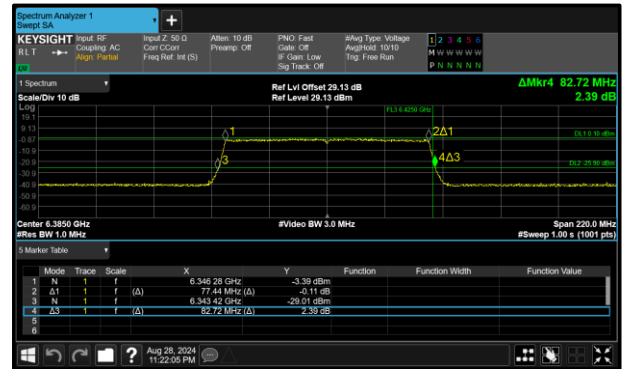 Spectrum Analyzer 1
Swept SA
+
KEYSIGHT Input: RF Input Z: 50 Ω Atten: 10 dB PNO: Fast #Avg Type: Voltage 1 2 3 4 5 6
RLT Coupling: AC Corr CCorr Preamp: Off Gate: Off Avg|Hold: 10/10 M W W W W W
Align: Partial Freq Ref: Int (S) IF Gain: Low Trig: Free Run
Sig Track: Off P N N N N N
1 Spectrum ΔMkr4 82.72 MHz
Ref Lvl Offset 29.13 dB
Scale/Div 10 dB Ref Level 29.13 dBm 2.39 dB
Log
19.1 FL3 6.4250 GHz
9.13 1 2Δ1 DL1 0.10 dBm
-0.87
-10.9
-20.9 3 4Δ3 DL2 -25.90 dBm
-30.9
-40.9
-50.9
-60.9
Center 6.3850 GHz #Video BW 3.0 MHz Span 220.0 MHz
#Res BW 1.0 MHz #Sweep 1.00 s (1001 pts)
5 Marker Table
Mode Trace Scale X Y Function Function Width Function Value
1 N 1 f 6.346 28 GHz -3.39 dBm
2 Δ1 1 f (Δ) 77.44 MHz (Δ) -0.11 dB
3 N 1 f 6.343 42 GHz -29.01 dBm
4 Δ3 1 f (Δ) 82.72 MHz (Δ) 2.39 dB
5
6
? Aug 28, 2024
11:22:05 PM